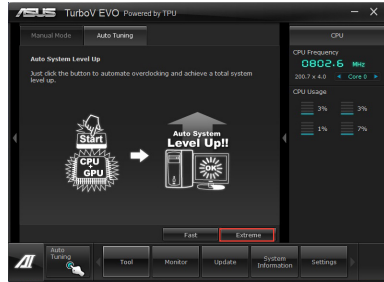 ASUS TurboV EVO Powered by TPU
Manual Mode
Auto Tuning
Auto System Level Up
Just click the button to automate overclocking and achieve a total system
level up.
Start
CPU
+
GPU
Auto System
Level Up!!
OK
Fast
Extreme
CPU
CPU Frequency
0802.6 MHz
200.7 x 4.0
Core 0
CPU Usage
3%
3%
1%
7%
Auto
Tuning
Tool
Monitor
Update
System
Information
Settings